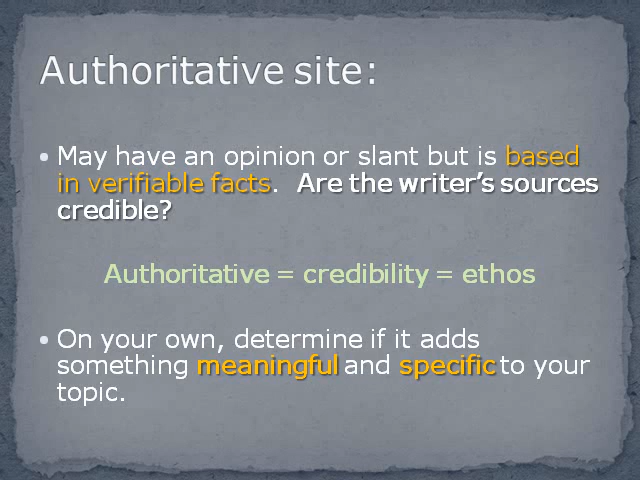 Authoritative site:
• May have an opinion or slant but is based
in verifiable facts.  Are the writer’s sources
credible?
Authoritative = credibility = ethos
• On your own, determine if it adds
something meaningful and specific to your
topic.